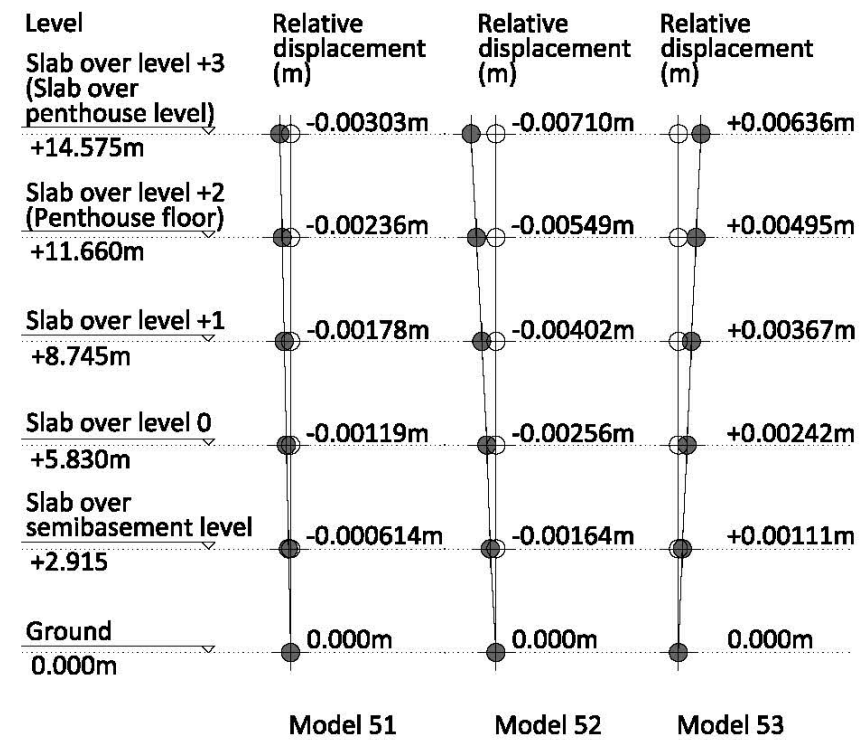 Level
Relative
displacement
(m)
Relative
displacement
(m)
Relative
displacement
(m)
Slab over level +3
(Slab over
penthouse level)
+14.575m
-0.00303m
-0.00710m
+0.00636m
Slab over level +2
(Penthouse floor)
+11.660m
-0.00236m
-0.00549m
+0.00495m
Slab over level +1
+8.745m
-0.00178m
-0.00402m
+0.00367m
Slab over level 0
+5.830m
-0.00119m
-0.00256m
+0.00242m
Slab over
semibasement level
+2.915
-0.000614m
-0.00164m
+0.00111m
Ground
0.000m
0.000m
0.000m
0.000m
Model 51
Model 52
Model 53